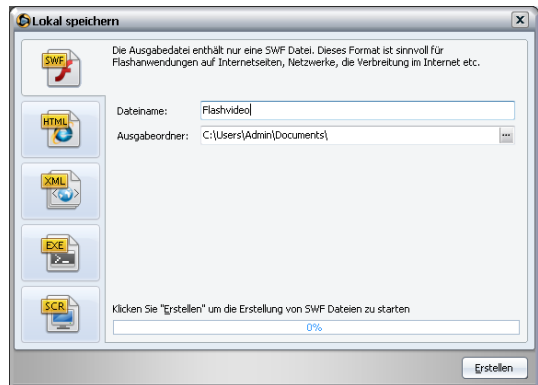 Lokal speichern
SWF
Die Ausgabedatei enthält nur eine SWF Datei. Dieses Format ist sinnvoll für
Flashanwendungen auf Internetseiten, Netzwerke, die Verbreitung im Internet etc.
HTML
Dateiname: Flashvideo
Ausgabeordner: C:\Users\Admin\Documents\ ...
XML
EXE
SCR
Klicken Sie "Erstellen" um die Erstellung von SWF Dateien zu starten
0%
Erstellen